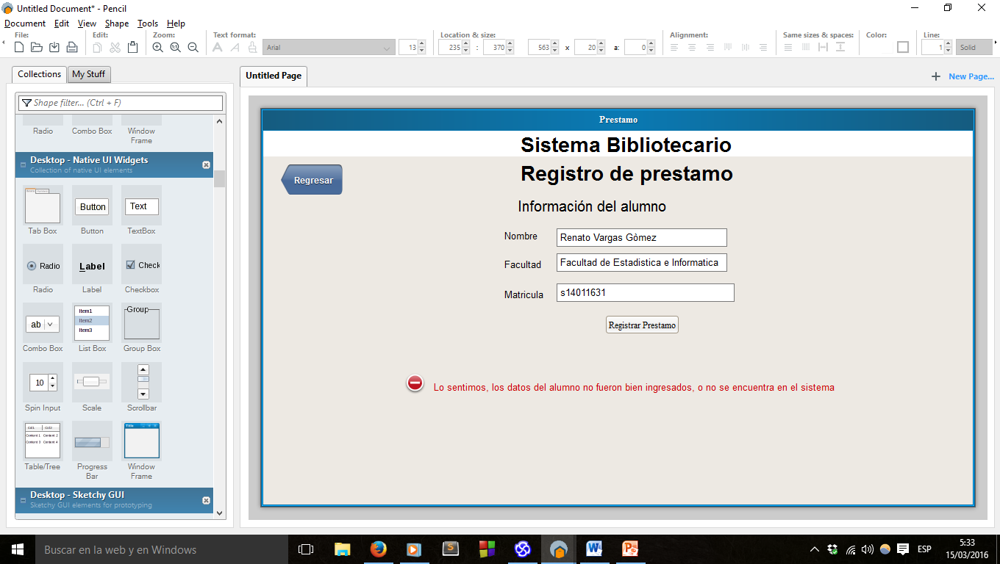 Untitled Document* - Pencil
Document Edit View Shape Tools Help
File: Edit: Zoom: Text format: Location & size: Alignment: Same sizes & spaces: Color: Line:
Arial 13 235 : 370 563 x 20 a: 0 1 Solid
Collections My Stuff
Untitled Page
New Page...
Shape filter... (Ctrl + F)
Radio Combo Box Window Frame
Desktop - Native UI Widgets
Collection of native UI elements
Button Text
Tab Box Button TextBox
Radio Label Check
Radio Label Checkbox
ab Item1 Item2 Item3 Group
Combo Box List Box Group Box
10
Spin Input Scale Scrollbar
Col1 Col2 Title
Content 1 Content 2
Content 3 Content 4
Table/Tree Progress Bar Window Frame
Desktop - Sketchy GUI
Sketchy GUI elements for prototyping
Prestamo
Sistema Bibliotecario
Regresar
Registro de prestamo
Información del alumno
Nombre Renato Vargas Gòmez
Facultad Facultad de Estadistica e Informatica
Matricula s14011631
Registrar Prestamo
Lo sentimos, los datos del alumno no fueron bien ingresados, o no se encuentra en el sistema
Buscar en la web y en Windows
ESP
5:33
15/03/2016